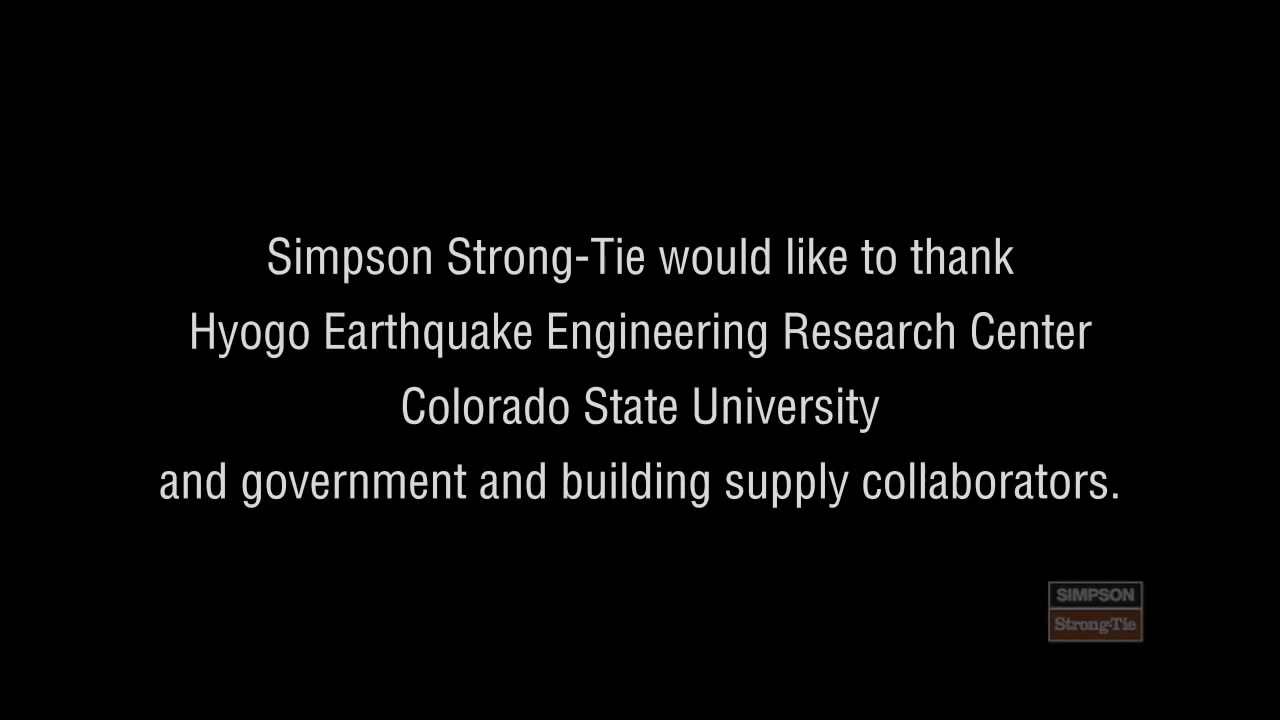 Simpson Strong-Tie would like to thank
Hyogo Earthquake Engineering Research Center
Colorado State University
and government and building supply collaborators.
SIMPSON
Strong-Tie